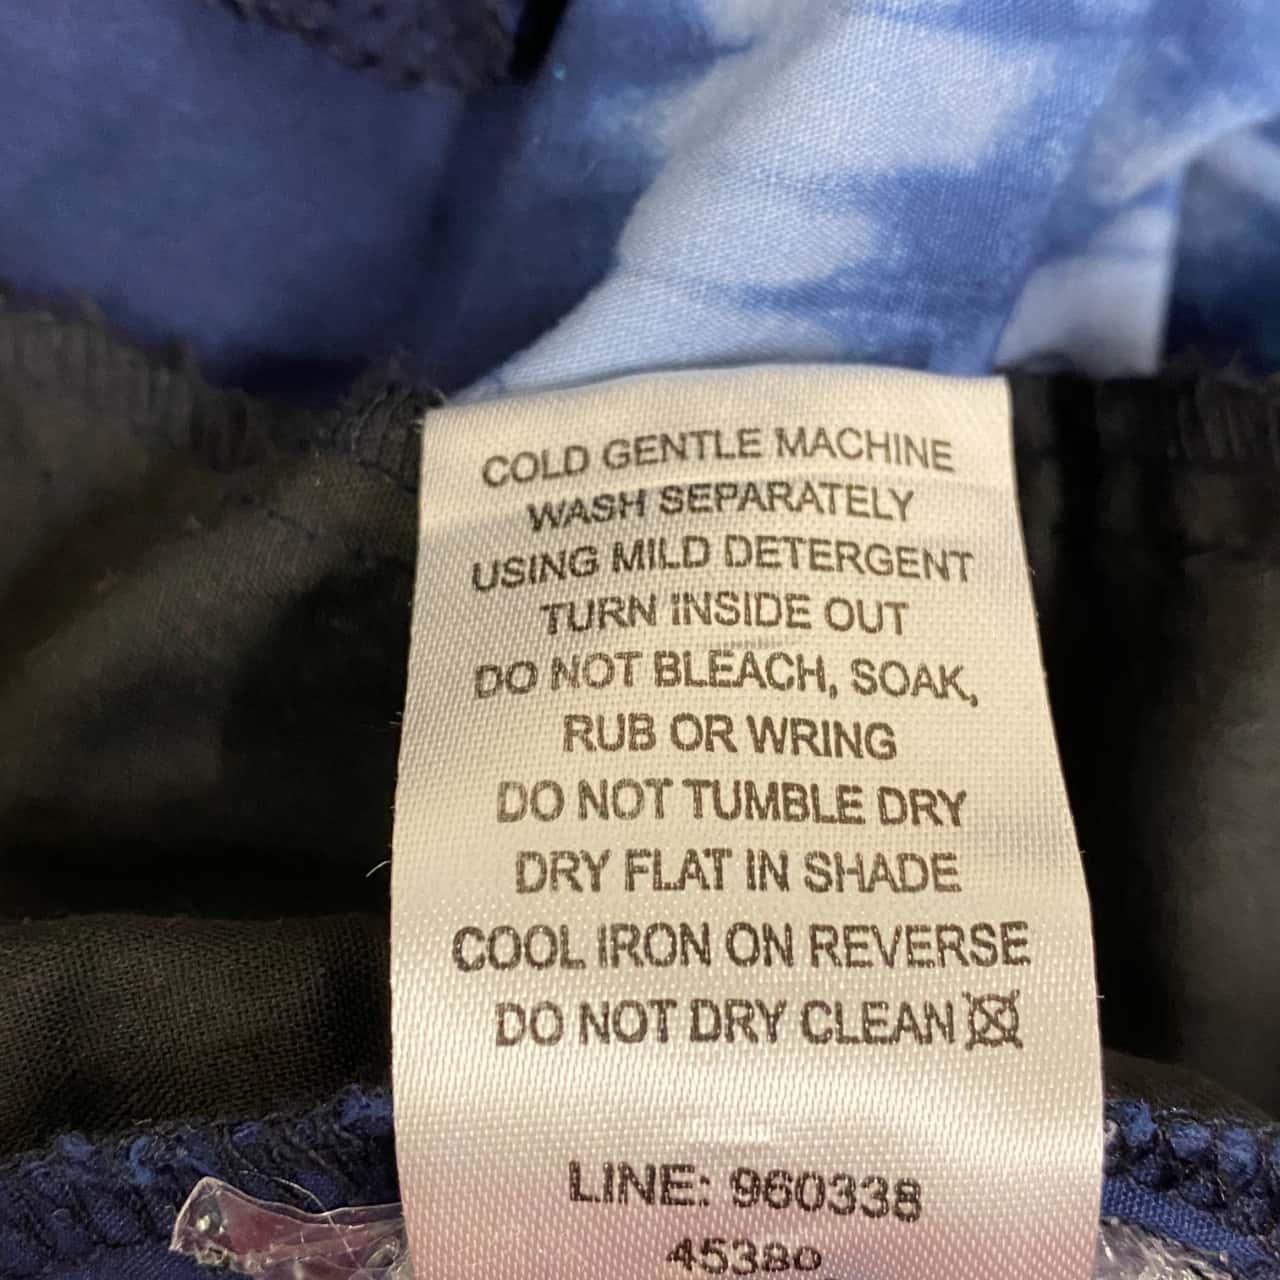 COLD GENTLE MACHINE
WASH SEPARATELY
USING MILD DETERGENT
TURN INSIDE OUT
DO NOT BLEACH, SOAK,
RUB OR WRING
DO NOT TUMBLE DRY
DRY FLAT IN SHADE
COOL IRON ON REVERSE
DO NOT DRY CLEAN
LINE: 960338
45380